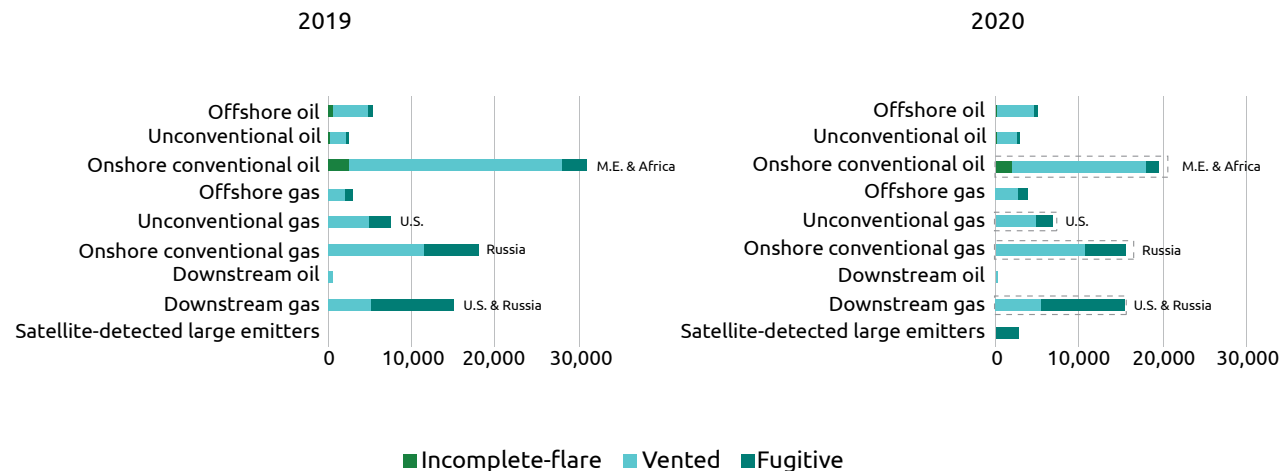 2019
Offshore oil
Unconventional oil
Onshore conventional oil M.E. & Africa
Offshore gas
Unconventional gas U.S.
Onshore conventional gas Russia
Downstream oil
Downstream gas U.S. & Russia
Satellite-detected large emitters
0 10,000 20,000 30,000
2020
Offshore oil
Unconventional oil
Onshore conventional oil M.E. & Africa
Offshore gas
Unconventional gas U.S.
Onshore conventional gas Russia
Downstream oil
Downstream gas U.S. & Russia
Satellite-detected large emitters
0 10,000 20,000 30,000
Incomplete-flare Vented Fugitive